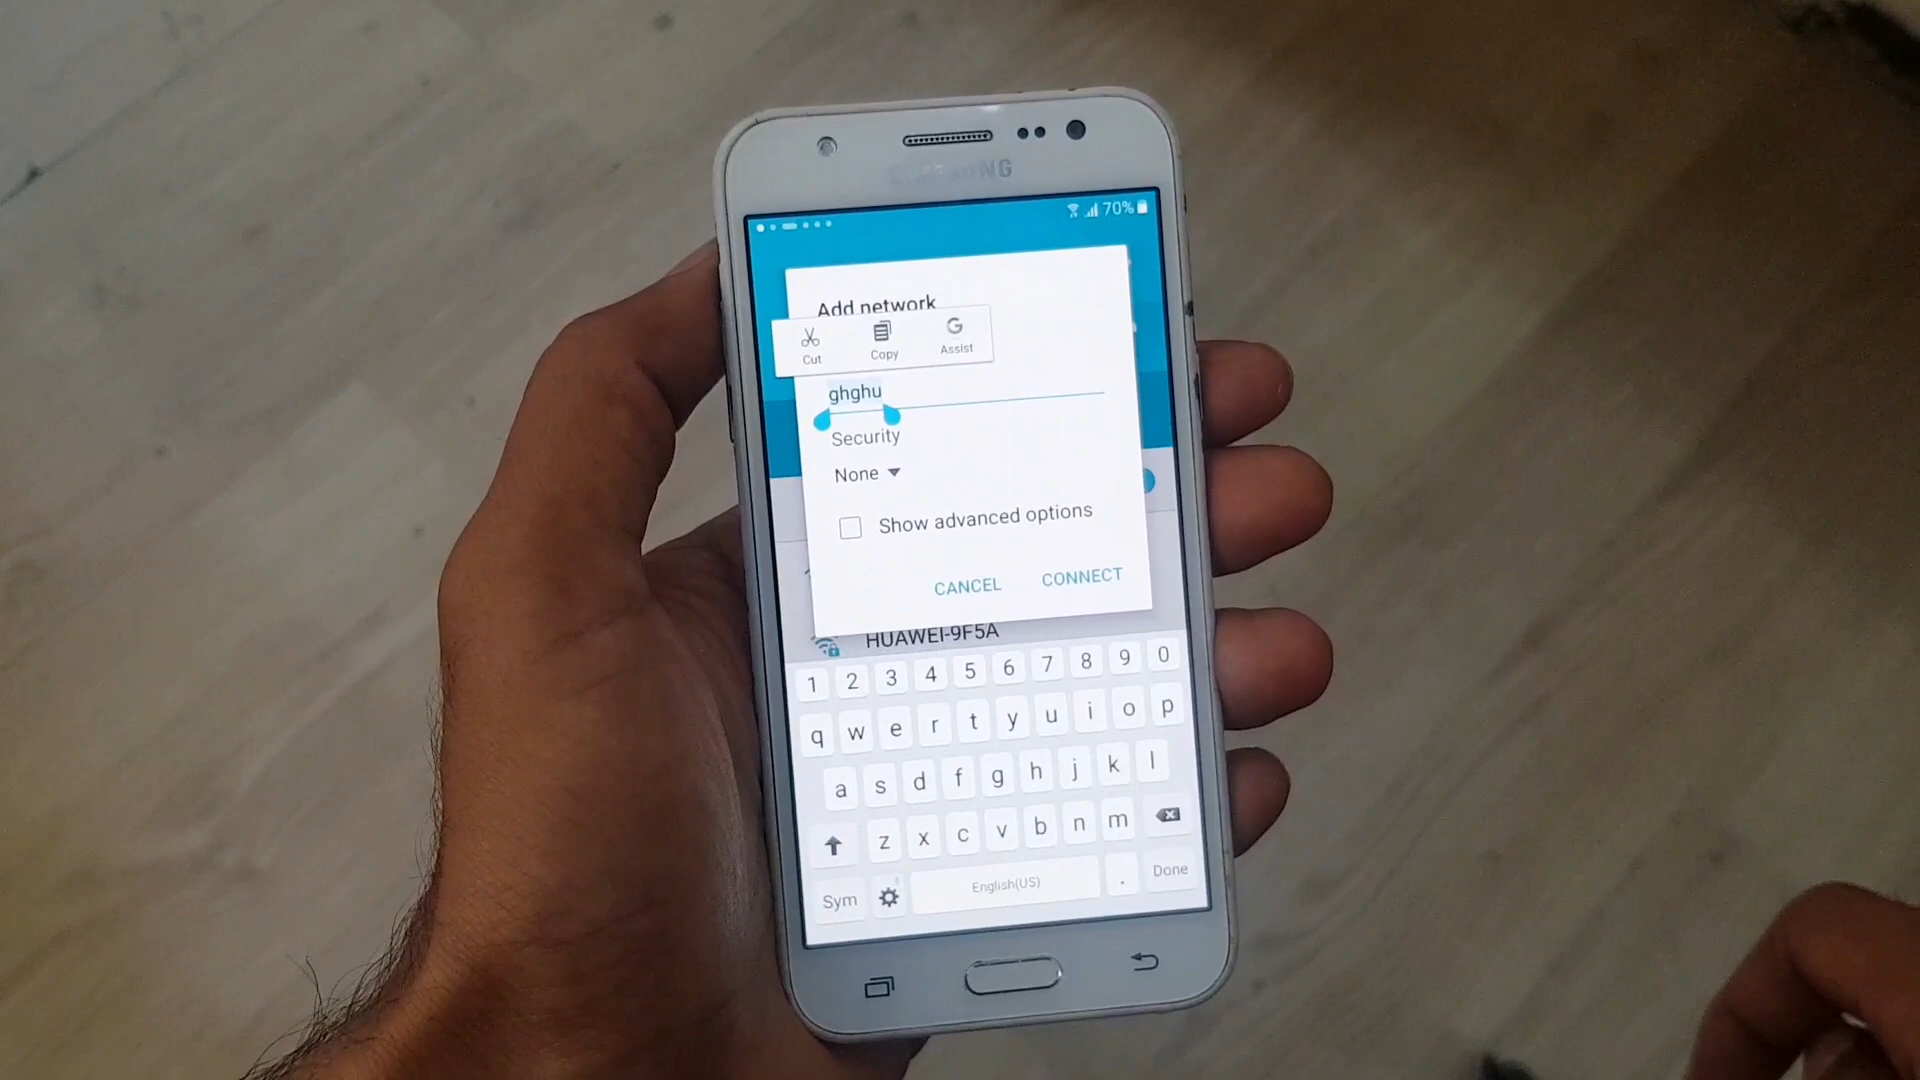 SAMSUNG
70%
Add network
Cut Copy Assist
ghghu
Security
None
Show advanced options
CANCEL CONNECT
HUAWEI-9F5A
1 2 3 4 5 6 7 8 9 0
q w e r t y u i o p
a s d f g h j k l
z x c v b n m
Sym English(US) . Done